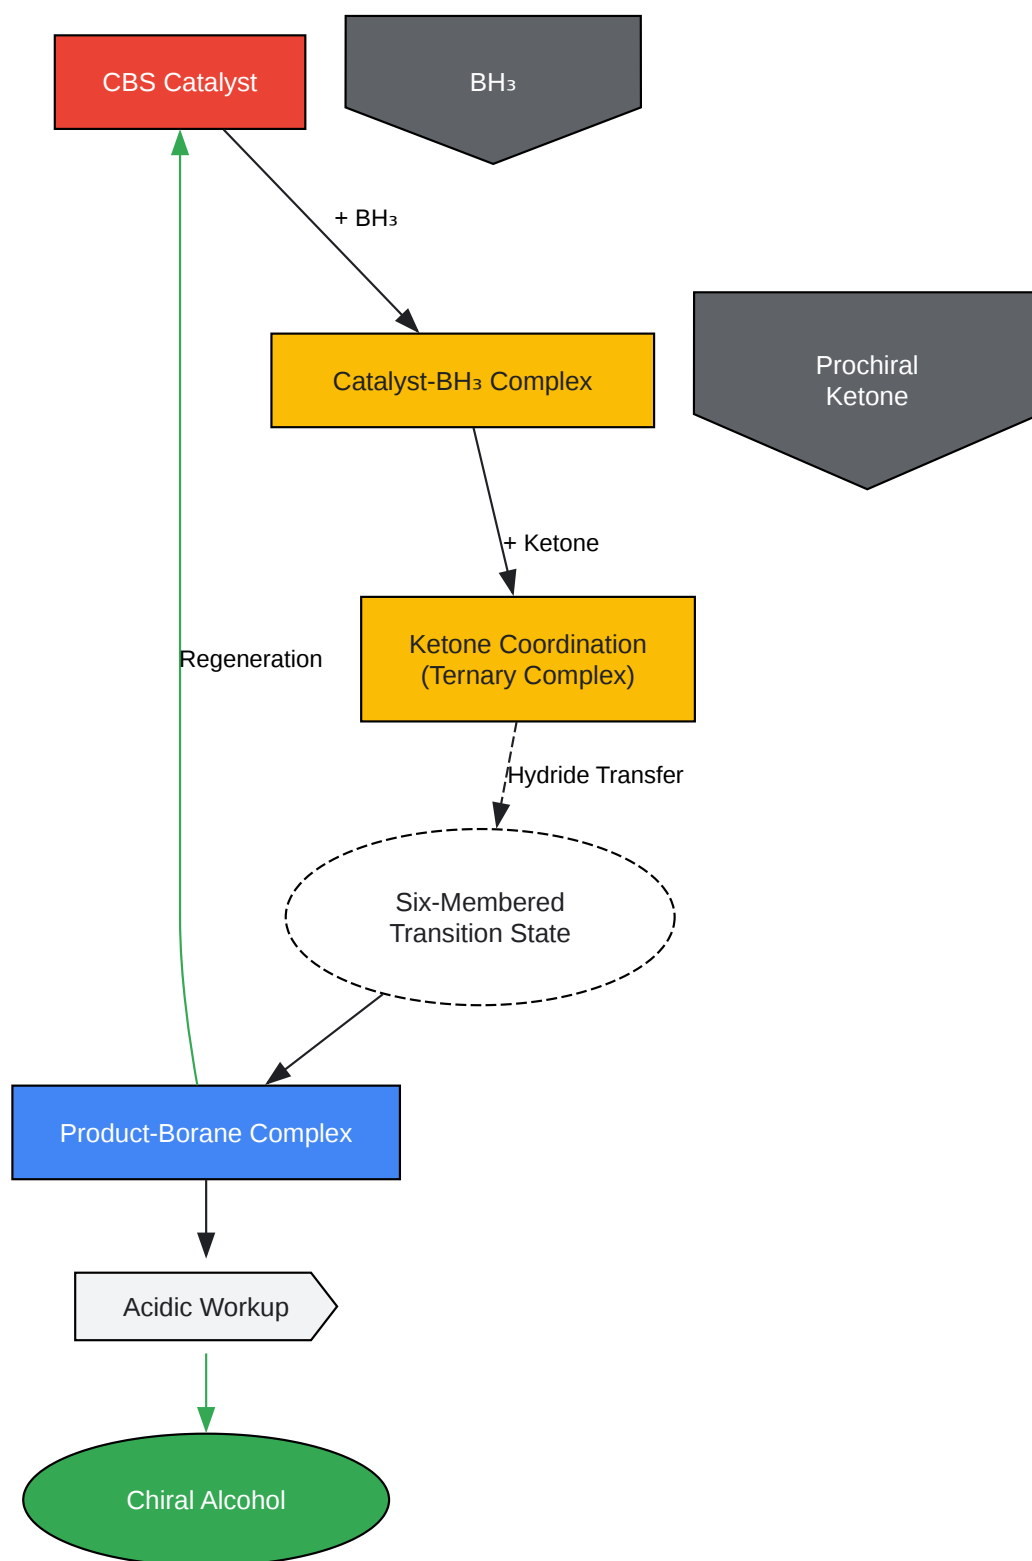 CBS Catalyst
BH₃
+ BH₃
Catalyst-BH₃ Complex
Prochiral
Ketone
+ Ketone
Ketone Coordination
(Ternary Complex)
Regeneration
Hydride Transfer
Six-Membered
Transition State
Product-Borane Complex
Acidic Workup
Chiral Alcohol